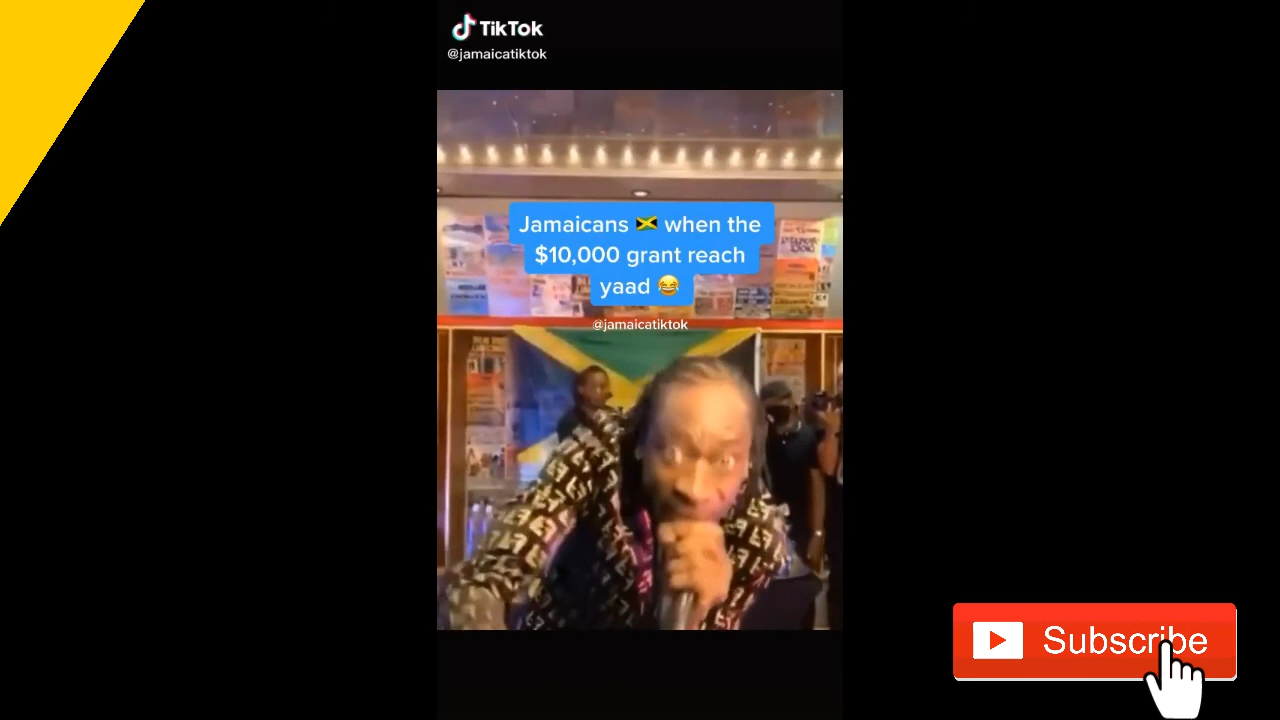 TikTok
@jamaicatiktok
Jamaicans 🇯🇲 when the
$10,000 grant reach
yaad 😂
@jamaicatiktok
Subscribe